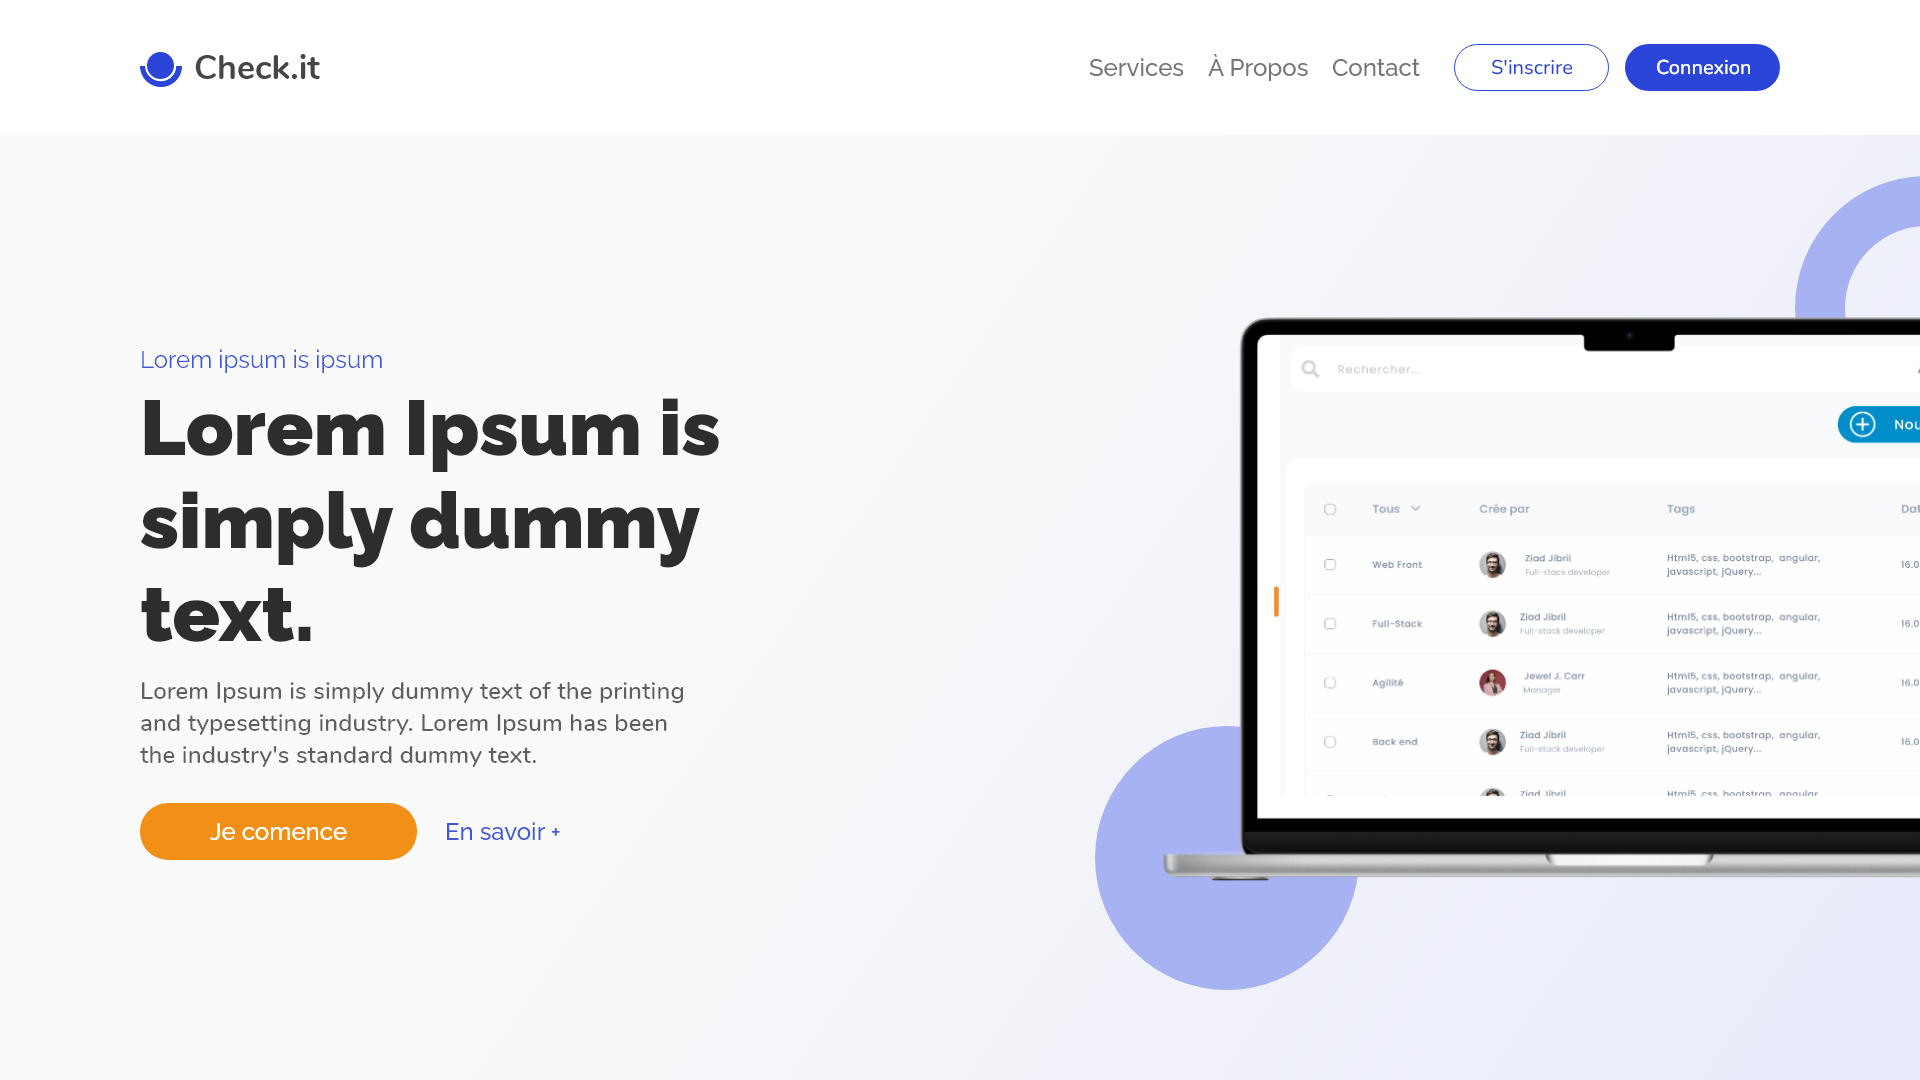 Check.it
Services
À Propos
Contact
S'inscrire
Connexion
Lorem ipsum is ipsum
Lorem Ipsum is
simply dummy
text.
Lorem Ipsum is simply dummy text of the printing
and typesetting industry. Lorem Ipsum has been
the industry's standard dummy text.
Je comence
En savoir +
Rechercher...
Nou
Tous
Crée par
Tags
Dat
Web Front
Ziad Jibril
Full-stack developer
Html5, css, bootstrap, angular,
javascript, jQuery...
16.0
Full-Stack
Ziad Jibril
Full-stack developer
Html5, css, bootstrap, angular,
javascript, jQuery...
16.0
Agilité
Jewel J. Carr
Manager
Html5, css, bootstrap, angular,
javascript, jQuery...
16.0
Back end
Ziad Jibril
Full-stack developer
Html5, css, bootstrap, angular,
javascript, jQuery...
16.0
Ziad Jibril
Html5, css, bootstrap, angular,